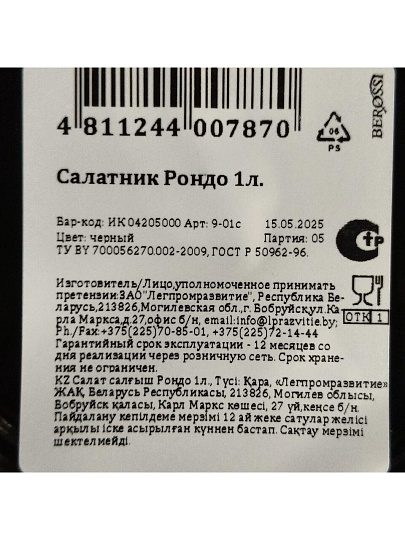 4 811244 007870
06
PS
BEROSSI
Салатник Рондо 1л.
Вар-код: ИК 04205000 Арт: 9-01с 15.05.2025
Цвет: черный Партия: 05
ТУ BY 700056270.002-2009, ГОСТ Р 50962-96.
Изготовитель/Лицо,уполномоченное принимать
претензии:ЗАО"Легпромразвитие", Республика Бе-
ларусь,213826,Могилевская обл.,г. Бобруйск,ул.Ка
рла Маркса,д.27,офис б/н, email:info@lprazvitie.by;
Ph./Fax:+375(225)70-85-01, +375(225)72-14-44
Гарантийный срок эксплуатации - 12 месяцев со
дня реализации через розничную сеть. Срок хране-
ния не ограничен.
ОТК 1
KZ Салат салғыш Рондо 1л., Түсі: Қара, «Легпромразвитие»
ЖАҚ, Беларусь Республикасы, 213826, Могилев облысы,
Бобруйск қаласы, Карл Маркс көшесі, 27 үй,кеңсе б/н.
Пайдалану кепілдеме мерзімі 12 ай жеке сатулар желісі
арқылы іске асырылған күннен бастап. Сақтау мерзімі
шектелмейді.